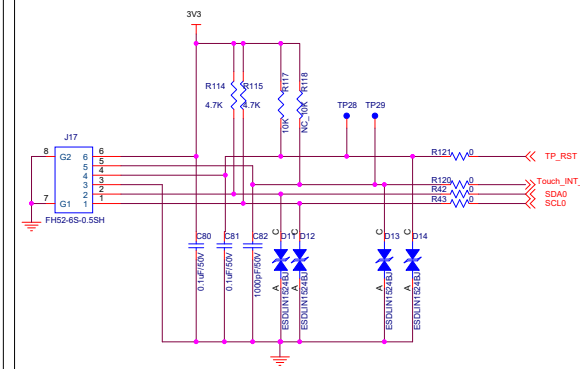 3V3
R114
R115
R117
R118
4.7K
4.7K
10K
NC_10K
TP28
TP29
J17
8
G2
6
6
5
5
4
4
3
3
2
2
7
G1
1
1
FH52-6S-0.5SH
R121
0
TP_RST
R120
0
Touch_INT_
R42
0
SDA0
R43
0
SCL0
C80
C81
C82
C
D11
C
D12
C
D13
C
D14
0.1uF/50V
0.1uF/50V
1000pF/50V
A
ESDLIN1524BJ
A
ESDLIN1524BJ
A
ESDLIN1524BJ
A
ESDLIN1524BJ